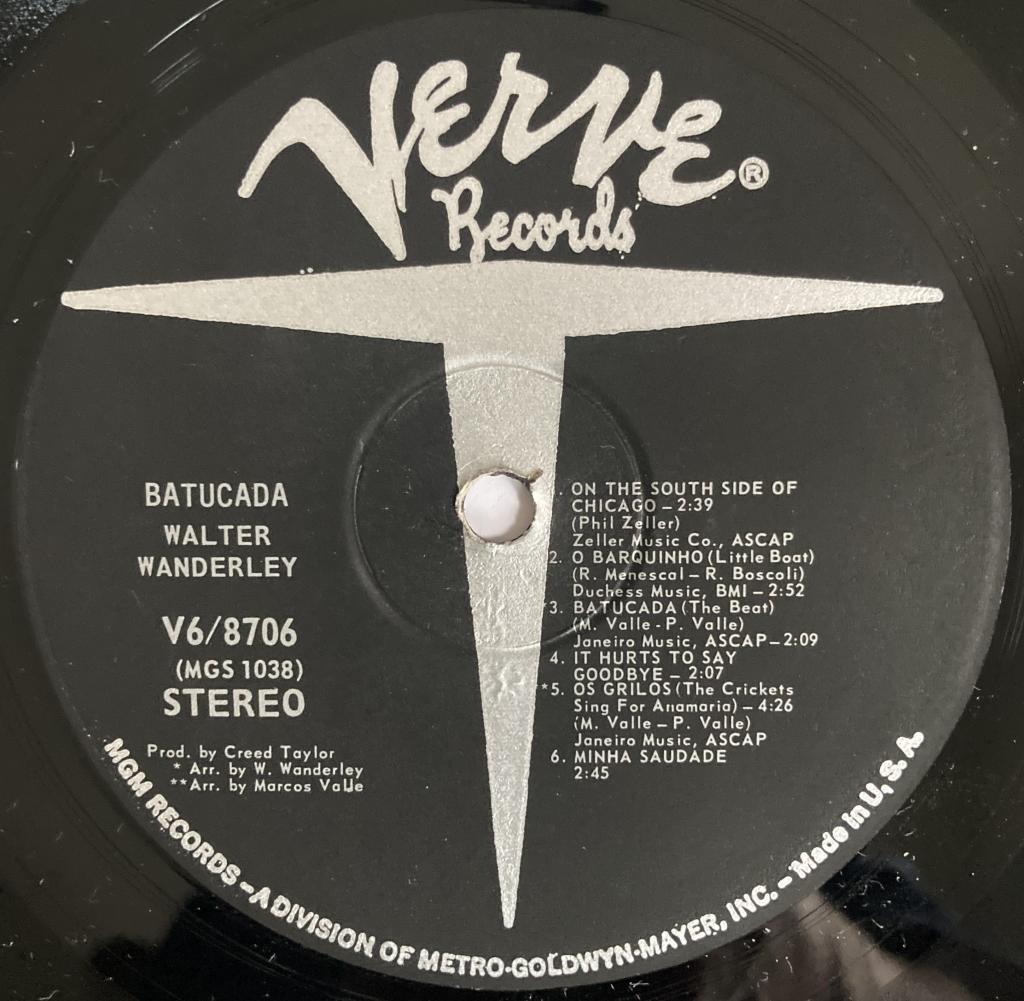 Verve®
Records
BATUCADA
WALTER
WANDERLEY
V6/8706
(MGS 1038)
STEREO
Prod. by Creed Taylor
* Arr. by W. Wanderley
**Arr. by Marcos Valle
. ON THE SOUTH SIDE OF
CHICAGO – 2:39
(Phil Zeller)
Zeller Music Co., ASCAP
2. O BARQUINHO (Little Boat)
(R. Menescal – R. Boscoli)
Duchess Music, BMI – 2:52
*3. BATUCADA (The Beat)
(M. Valle - P. Valle)
Janeiro Music, ASCAP – 2:09
4. IT HURTS TO SAY
GOODBYE – 2:07
*5. OS GRILOS (The Crickets
Sing For Anamaria) – 4:26
(M. Valle – P. Valle)
Janeiro Music, ASCAP
6. MINHA SAUDADE
2:45
MGM RECORDS – A DIVISION OF METRO-GOLDWYN-MAYER, INC. – Made in U.S.A.